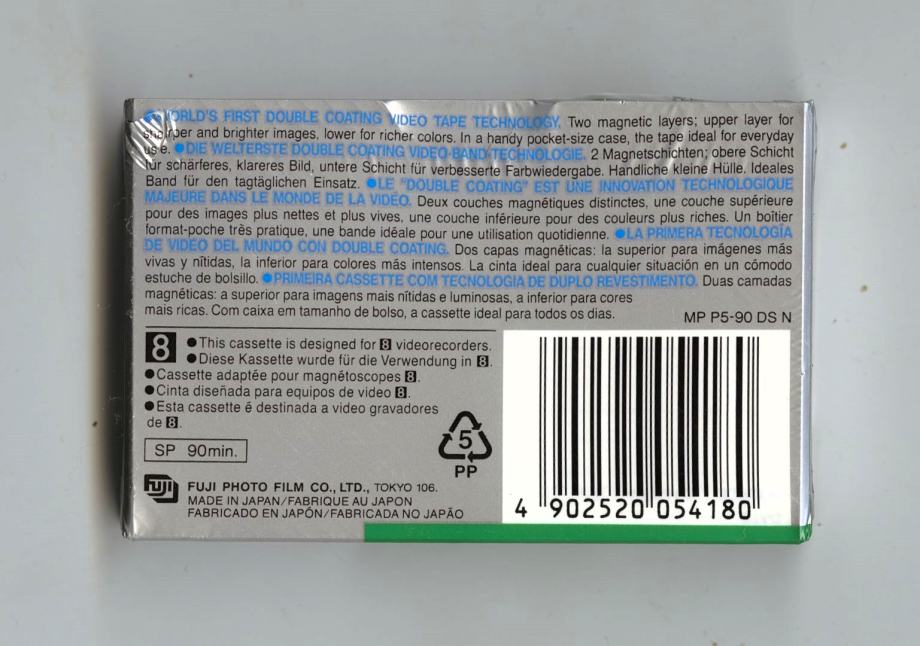 WORLD'S FIRST DOUBLE COATING VIDEO TAPE TECHNOLOGY. Two magnetic layers; upper layer for
sharper and brighter images, lower for richer colors. In a handy pocket-size case, the tape ideal for everyday
use. ●DIE WELTERSTE DOUBLE COATING VIDEO-BAND-TECHNOLOGIE. 2 Magnetschichten; obere Schicht
für schärferes, klareres Bild, untere Schicht für verbesserte Farbwiedergabe. Handliche kleine Hülle. Ideales
Band für den tagtäglichen Einsatz. ●LE "DOUBLE COATING" EST UNE INNOVATION TECHNOLOGIQUE
MAJEURE DANS LE MONDE DE LA VIDÉO. Deux couches magnétiques distinctes, une couche supérieure
pour des images plus nettes et plus vives, une couche inférieure pour des couleurs plus riches. Un boîtier
format-poche très pratique, une bande idéale pour une utilisation quotidienne. ●LA PRIMERA TECNOLOGÍA
DE VIDEO DEL MUNDO CON DOUBLE COATING. Dos capas magnéticas: la superior para imágenes más
vivas y nítidas, la inferior para colores más intensos. La cinta ideal para cualquier situación en un cómodo
estuche de bolsillo. ●PRIMEIRA CASSETTE COM TECNOLOGIA DE DUPLO REVESTIMENTO. Duas camadas
magnéticas: a superior para imagens mais nítidas e luminosas, a inferior para cores
mais ricas. Com caixa em tamanho de bolso, a cassette ideal para todos os dias.
MP P5-90 DS N
8 ●This cassette is designed for 8 videorecorders.
●Diese Kassette wurde für die Verwendung in 8.
●Cassette adaptée pour magnétoscopes 8.
●Cinta diseñada para equipos de video 8.
●Esta cassette é destinada a video gravadores
de 8.
SP 90min.
5
PP
FUJI FUJI PHOTO FILM CO., LTD., TOKYO 106.
MADE IN JAPAN/FABRIQUE AU JAPON
FABRICADO EN JAPÓN/FABRICADA NO JAPÃO
4 902520 054180